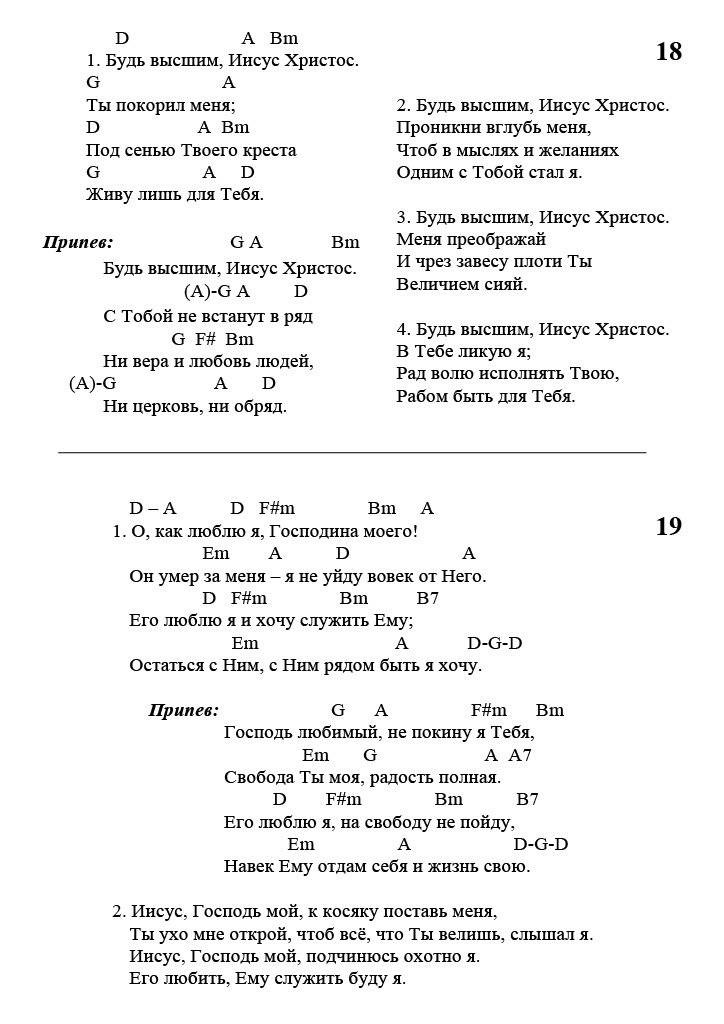 18
D A Bm
1. Будь высшим, Иисус Христос.
G A
Ты покорил меня;
D A Bm
Под сенью Твоего креста
G A D
Живу лишь для Тебя.
Припев: G A Bm
Будь высшим, Иисус Христос.
(A)-G A D
С Тобой не встанут в ряд
G F# Bm
Ни вера и любовь людей,
(A)-G A D
Ни церковь, ни обряд.
2. Будь высшим, Иисус Христос.
Проникни вглубь меня,
Чтоб в мыслях и желаниях
Одним с Тобой стал я.
3. Будь высшим, Иисус Христос.
Меня преображай
И чрез завесу плоти Ты
Величием сияй.
4. Будь высшим, Иисус Христос.
В Тебе ликую я;
Рад волю исполнять Твою,
Рабом быть для Тебя.
19
D – A D F#m Bm A
1. О, как люблю я, Господина моего!
Em A D A
Он умер за меня – я не уйду вовек от Него.
D F#m Bm B7
Его люблю я и хочу служить Ему;
Em A D-G-D
Остаться с Ним, с Ним рядом быть я хочу.
Припев: G A F#m Bm
Господь любимый, не покину я Тебя,
Em G A A7
Свобода Ты моя, радость полная.
D F#m Bm B7
Его люблю я, на свободу не пойду,
Em A D-G-D
Навек Ему отдам себя и жизнь свою.
2. Иисус, Господь мой, к косяку поставь меня,
Ты ухо мне открой, чтоб всё, что Ты велишь, слышал я.
Иисус, Господь мой, подчинюсь охотно я.
Его любить, Ему служить буду я.